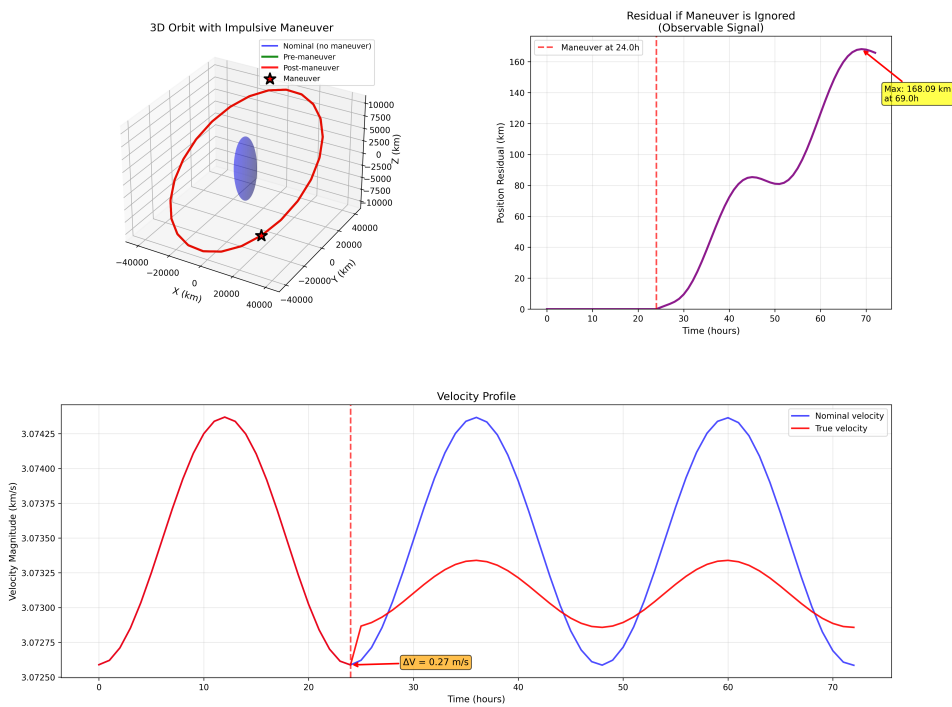 3D Orbit with Impulsive Maneuver
Nominal (no maneuver)
Pre-maneuver
Post-maneuver
Maneuver
10000
7500
5000
2500
0
−2500
−5000
−7500
−10000
Z (km)
40000
20000
0
−20000
−40000
Y (km)
−40000
−20000
0
20000
40000
X (km)
Residual if Maneuver is Ignored
(Observable Signal)
Maneuver at 24.0h
Max: 168.09 km
at 69.0h
160
140
120
100
80
60
40
20
0
Position Residual (km)
0 10 20 30 40 50 60 70
Time (hours)
Velocity Profile
Nominal velocity
True velocity
3.07425
3.07400
3.07375
3.07350
3.07325
3.07300
3.07275
3.07250
Velocity Magnitude (km/s)
ΔV = 0.27 m/s
0 10 20 30 40 50 60 70
Time (hours)